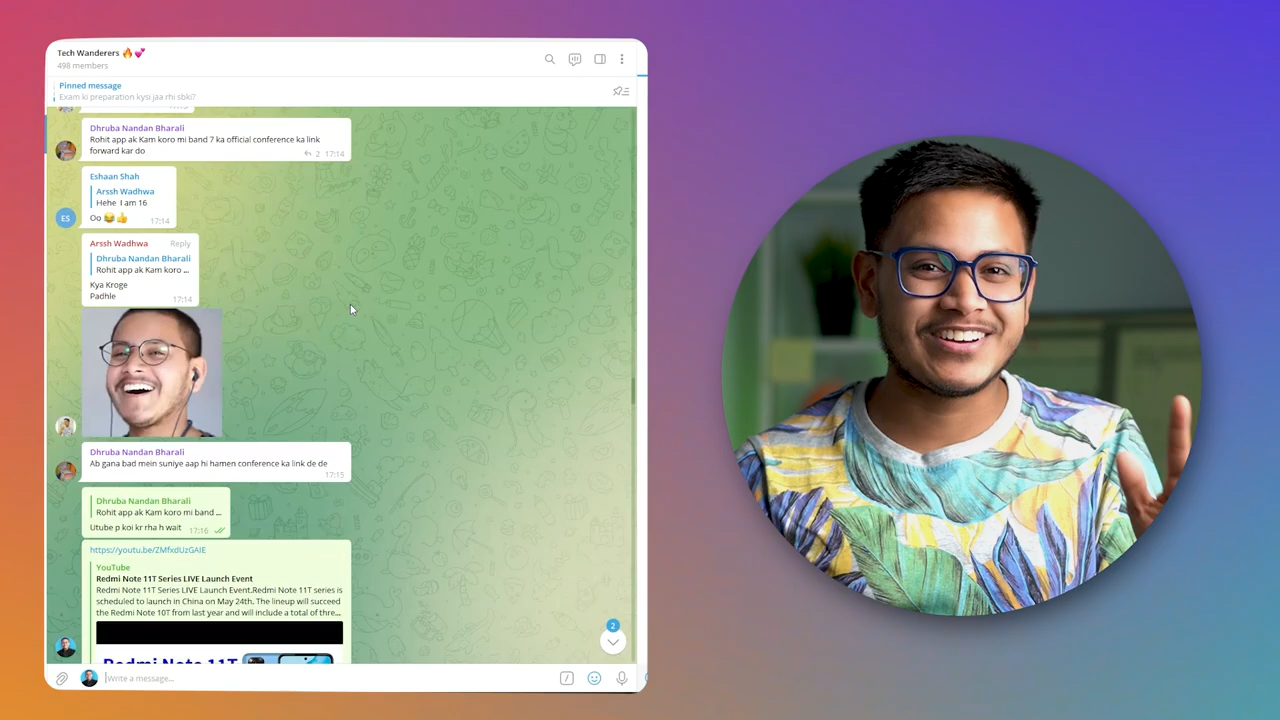 Tech Wanderers 🔥💕
498 members
Pinned message
Exam ki preparation kysi jaa rhi sbki?
Dhruba Nandan Bharali
Rohit app ak Kam koro mi band 7 ka official conference ka link
forward kar do
2 17:14
Eshaan Shah
Arssh Wadhwa
Hehe I am 16
Oo 😂👍
17:14
ES
Arssh Wadhwa Reply
Dhruba Nandan Bharali
Rohit app ak Kam koro ...
Kya Kroge
Padhle
17:14
Dhruba Nandan Bharali
Ab gana bad mein suniye aap hi hamen conference ka link de de
17:15
Dhruba Nandan Bharali
Rohit app ak Kam koro mi band ...
Utube p koi kr rha h wait 17:16
https://youtu.be/ZMfxdUzGAIE
YouTube
Redmi Note 11T Series LIVE Launch Event
Redmi Note 11T Series LIVE Launch Event.Redmi Note 11T series is
scheduled to launch in China on May 24th. The lineup will succeed
the Redmi Note 10T from last year and will include a total of thre...
Redmi Note 11T
2
Write a message...